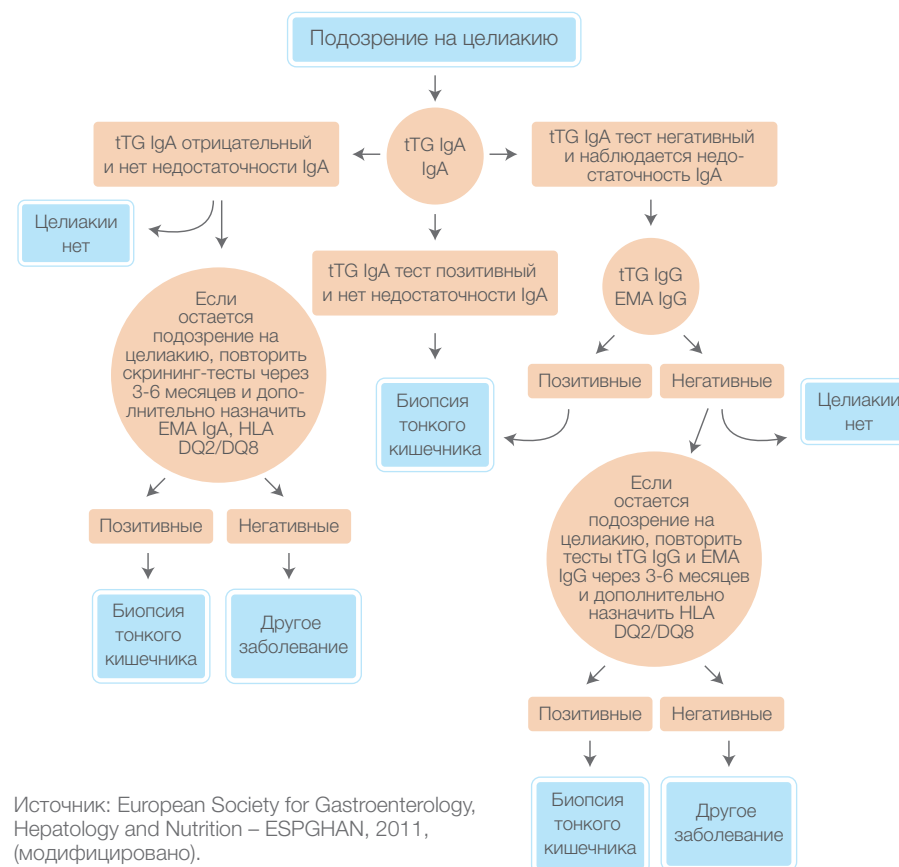 Подозрение на целиакию
tTG IgA отрицательный
и нет недостаточности IgA
tTG IgA
IgA
tTG IgA тест негативный
и наблюдается недо-
статочность IgA
Целиакии
нет
tTG IgA тест позитивный
и нет недостаточности IgA
tTG IgG
EMA IgG
Если
остается
подозрение на
целиакию, повторить
скрининг-тесты через
3-6 месяцев и допо-
лнительно назначить
EMA IgA, HLA
DQ2/DQ8
Биопсия
тонкого
кишечника
Позитивные
Негативные
Целиакии
нет
Если
остается
подозрение на
целиакию, повторить
тесты tTG IgG и EMA
IgG через 3-6 месяцев
и дополнительно
назначить HLA
DQ2/DQ8
Позитивные
Негативные
Биопсия
тонкого
кишечника
Другое
заболевание
Позитивные
Негативные
Биопсия
тонкого
кишечника
Другое
заболевание
Источник: European Society for Gastroenterology,
Hepatology and Nutrition – ESPGHAN, 2011,
(модифицировано).